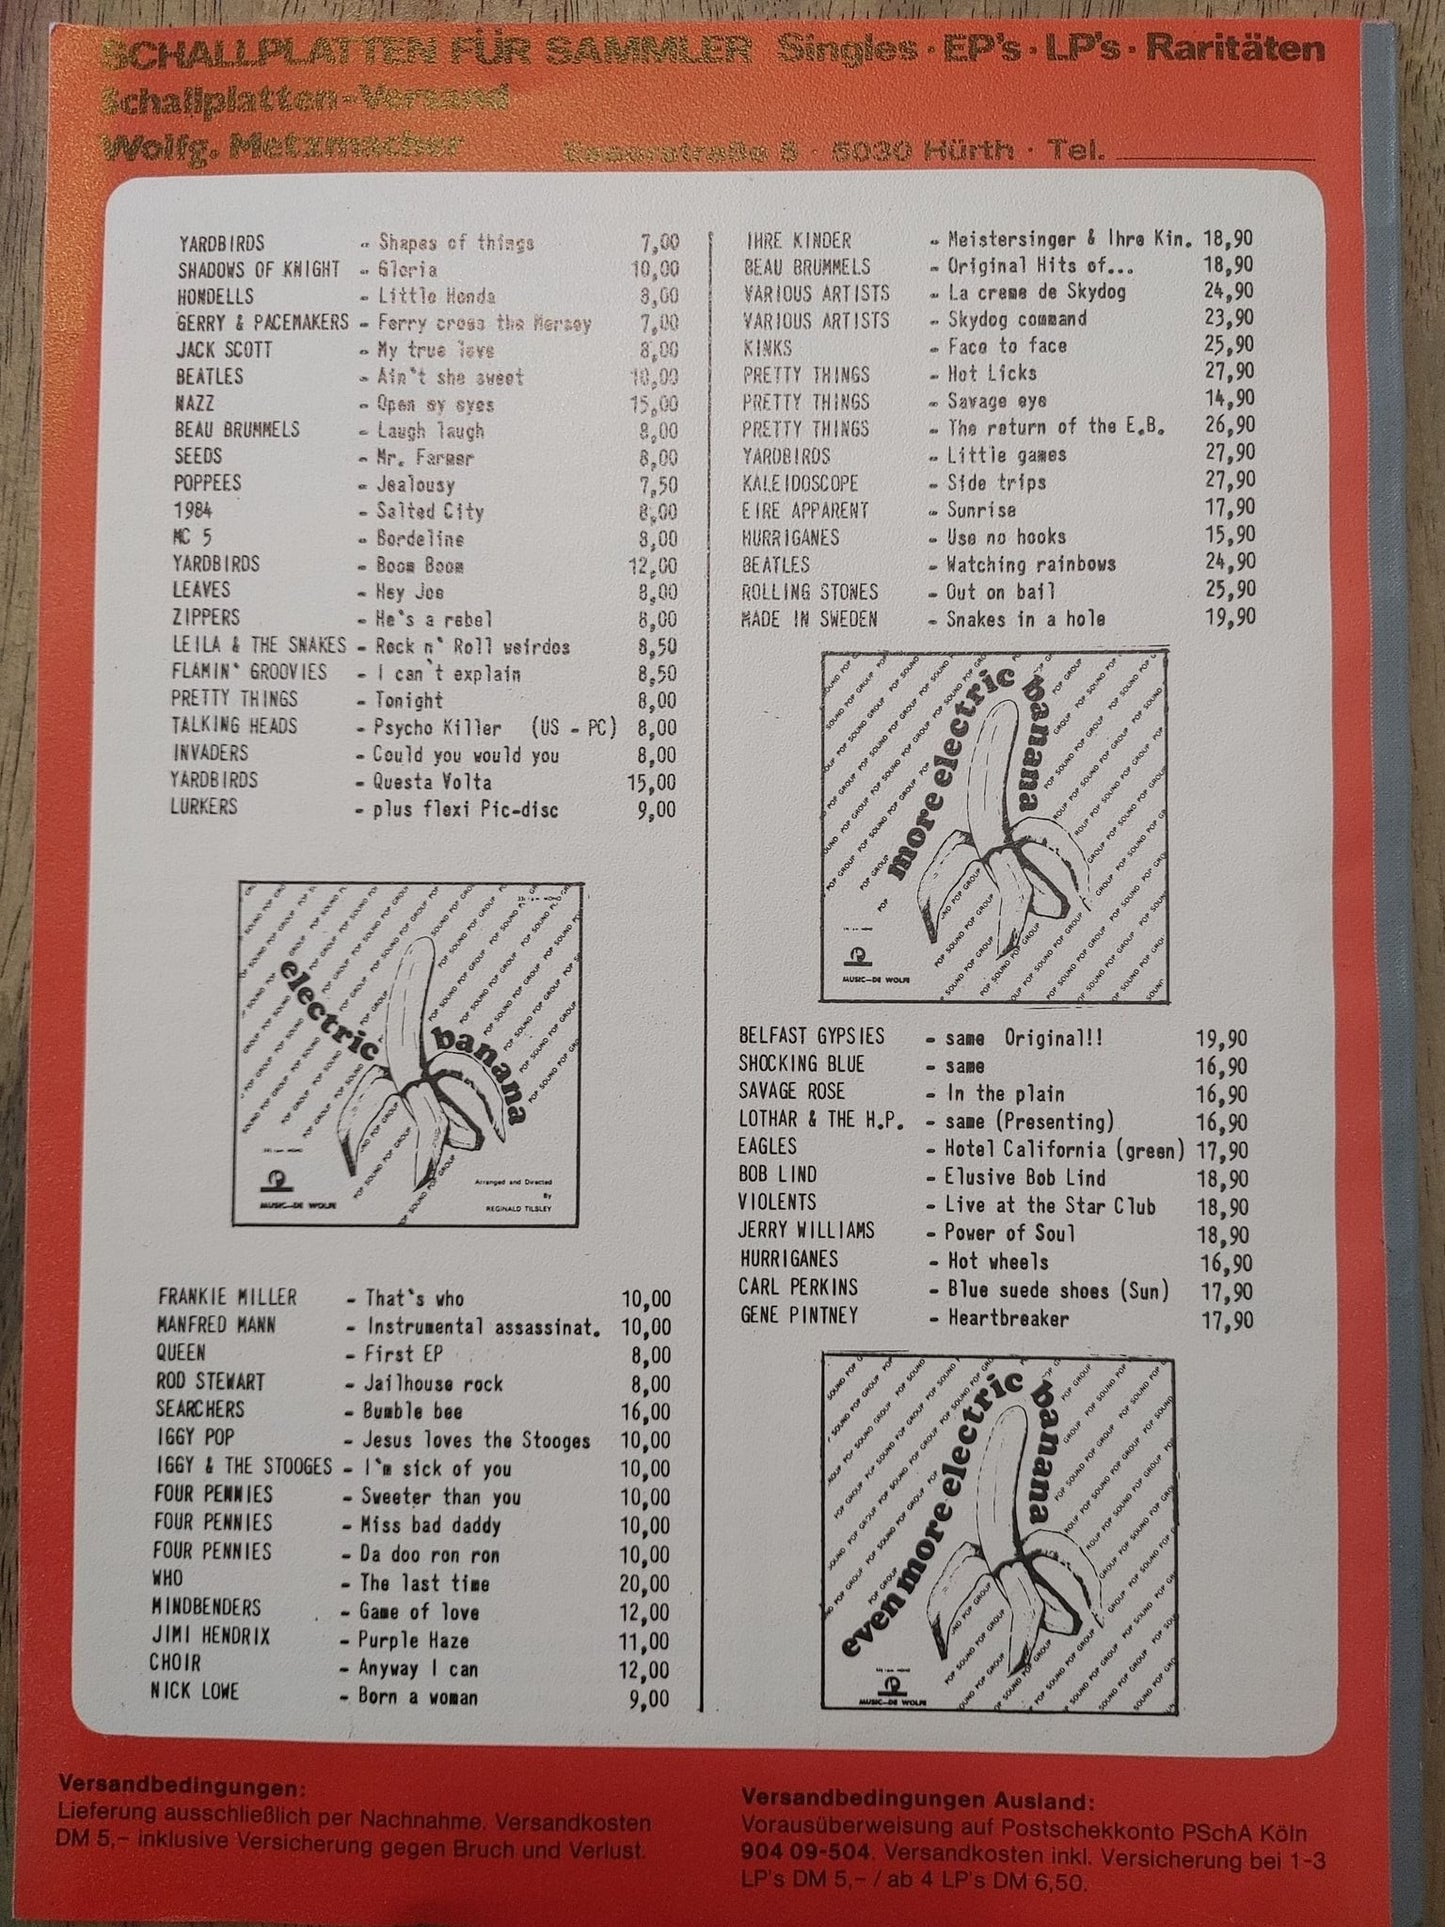 SCHALLPLATTEN FÜR SAMMLER Singles · EP's · LP's · Raritäten
Schallplatten-Versand
Wolfg. Metzmacher
5030 Hürth · Tel.
YARDBIRDS - Shapes of things 7,00
SHADOWS OF KNIGHT - Gloria 10,00
HONDELLS - Little Honda 8,00
GERRY & PACEMAKERS - Ferry cross the Mersey 7,00
JACK SCOTT - My true love 8,00
BEATLES - Ain't she sweet 10,00
NAZZ - Open my eyes 15,00
BEAU BRUMMELS - Laugh laugh 8,00
SEEDS - Mr. Farmer 8,00
POPPEES - Jealousy 7,50
1984 - Salted City 8,00
MC 5 - Bordeline 8,00
YARDBIRDS - Boom Boom 12,00
LEAVES - Hey Joe 8,00
ZIPPERS - He's a rebel 8,00
LEILA & THE SNAKES - Rock n' Roll weirdos 8,50
FLAMIN' GROOVIES - I can't explain 8,50
PRETTY THINGS - Tonight 8,00
TALKING HEADS - Psycho Killer (US - PC) 8,00
INVADERS - Could you would you 8,00
YARDBIRDS - Questa Volta 15,00
LURKERS - plus flexi Pic-disc 9,00
electric banana
MUSIC—DE WOLFE
Arranged and Directed
By
REGINALD TILSLEY
FRANKIE MILLER - That's who 10,00
MANFRED MANN - Instrumental assassinat. 10,00
QUEEN - First EP 8,00
ROD STEWART - Jailhouse rock 8,00
SEARCHERS - Bumble bee 16,00
IGGY POP - Jesus loves the Stooges 10,00
IGGY & THE STOOGES - I'm sick of you 10,00
FOUR PENNIES - Sweeter than you 10,00
FOUR PENNIES - Miss bad daddy 10,00
FOUR PENNIES - Da doo ron ron 10,00
WHO - The last time 20,00
MINDBENDERS - Game of love 12,00
JIMI HENDRIX - Purple Haze 11,00
CHOIR - Anyway I can 12,00
NICK LOWE - Born a woman 9,00
IHRE KINDER - Meistersinger & Ihre Kin. 18,90
BEAU BRUMMELS - Original Hits of... 18,90
VARIOUS ARTISTS - La creme de Skydog 24,90
VARIOUS ARTISTS - Skydog command 23,90
KINKS - Face to face 25,90
PRETTY THINGS - Hot Licks 27,90
PRETTY THINGS - Savage eye 14,90
PRETTY THINGS - The return of the E.B. 26,90
YARDBIRDS - Little games 27,90
KALEIDOSCOPE - Side trips 27,90
EIRE APPARENT - Sunrise 17,90
HURRIGANES - Use no hooks 15,90
BEATLES - Watching rainbows 24,90
ROLLING STONES - Out on bail 25,90
MADE IN SWEDEN - Snakes in a hole 19,90
more electric banana
MUSIC—DE WOLFE
BELFAST GYPSIES - same Original!! 19,90
SHOCKING BLUE - same 16,90
SAVAGE ROSE - In the plain 16,90
LOTHAR & THE H.P. - same (Presenting) 16,90
EAGLES - Hotel California (green) 17,90
BOB LIND - Elusive Bob Lind 18,90
VIOLENTS - Live at the Star Club 18,90
JERRY WILLIAMS - Power of Soul 18,90
HURRIGANES - Hot wheels 16,90
CARL PERKINS - Blue suede shoes (Sun) 17,90
GENE PINTNEY - Heartbreaker 17,90
even more electric banana
MUSIC—DE WOLFE
Versandbedingungen:
Lieferung ausschließlich per Nachnahme. Versandkosten
DM 5,– inklusive Versicherung gegen Bruch und Verlust.
Versandbedingungen Ausland:
Vorausüberweisung auf Postschekkonto PSchA Köln
904 09-504. Versandkosten inkl. Versicherung bei 1-3
LP's DM 5,– / ab 4 LP's DM 6,50.